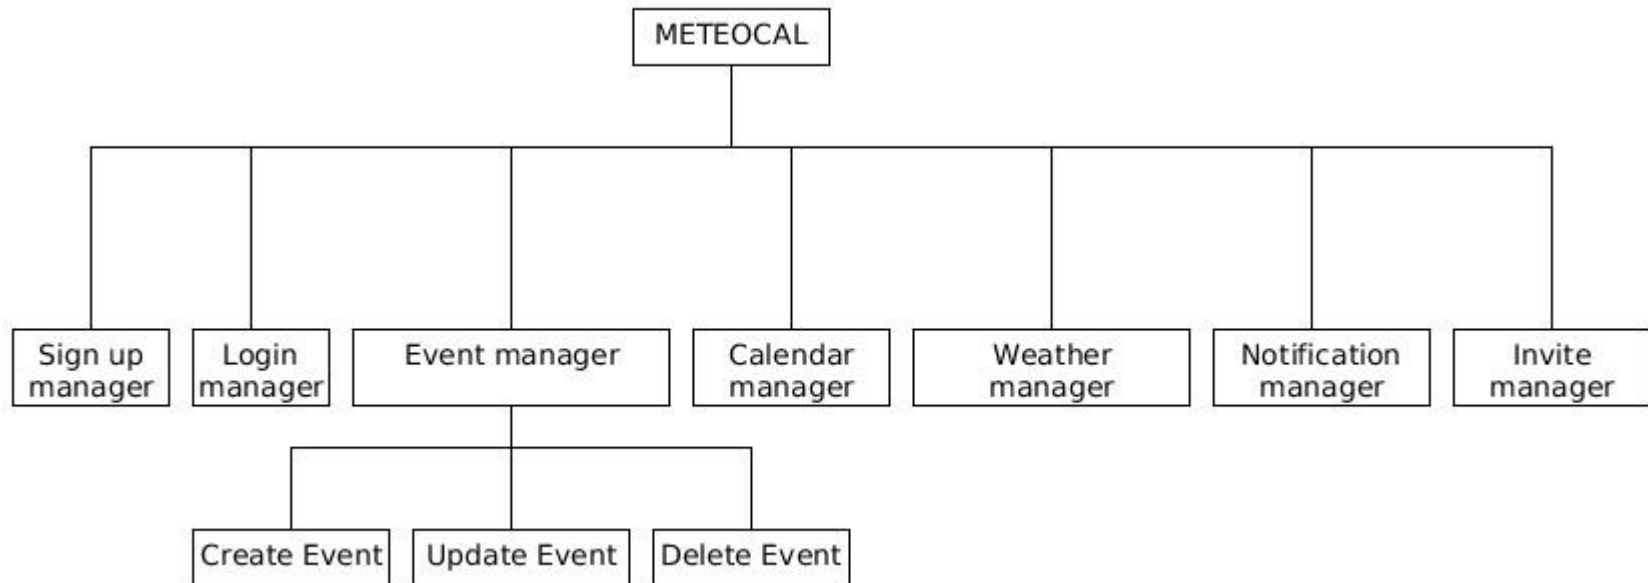 METEOCAL
Sign up
manager
Login
manager
Event manager
Calendar
manager
Weather
manager
Notification
manager
Invite
manager
Create Event
Update Event
Delete Event